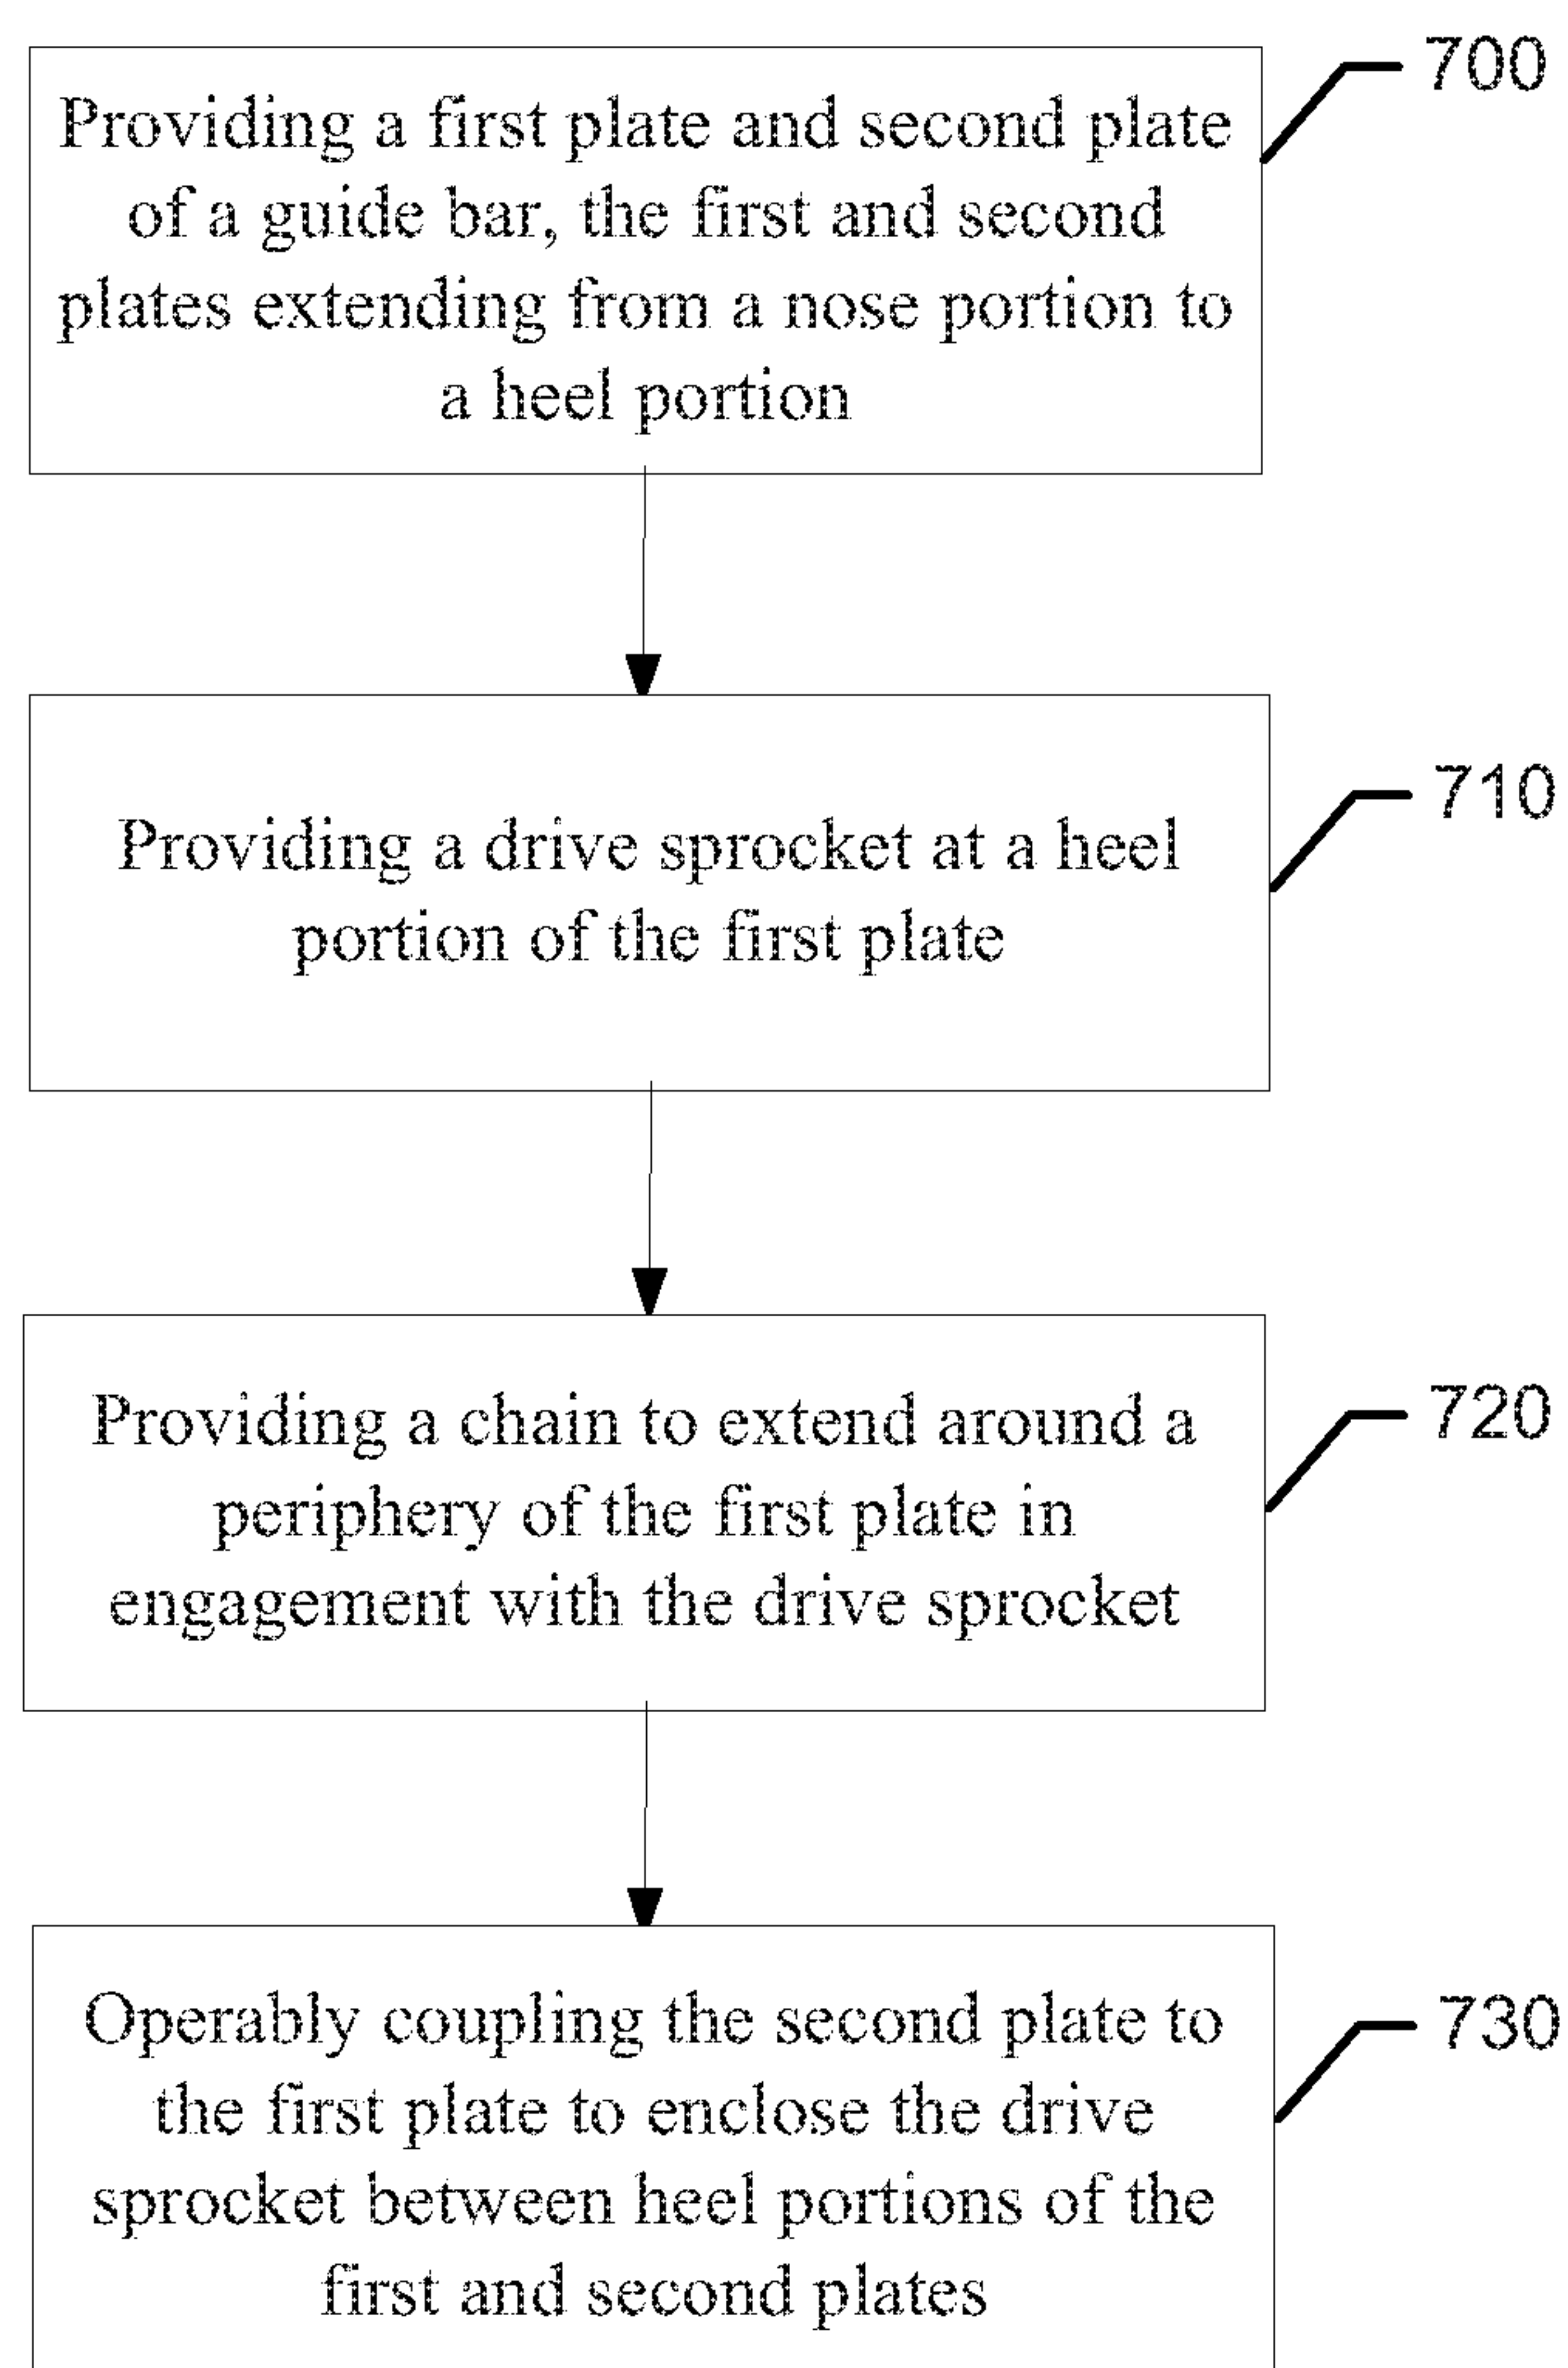 700
Providing a first plate and second plate
of a guide bar, the first and second
plates extending from a nose portion to
a heel portion
710
Providing a drive sprocket at a heel
portion of the first plate
720
Providing a chain to extend around a
periphery of the first plate in
engagement with the drive sprocket
730
Operably coupling the second plate to
the first plate to enclose the drive
sprocket between heel portions of the
first and second plates